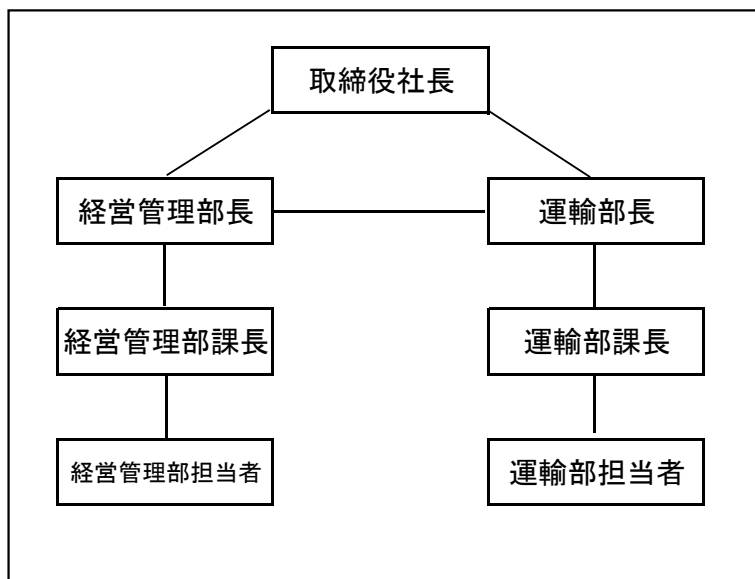 取締役社長
経営管理部長
運輸部長
経営管理部課長
運輸部課長
経営管理部担当者
運輸部担当者